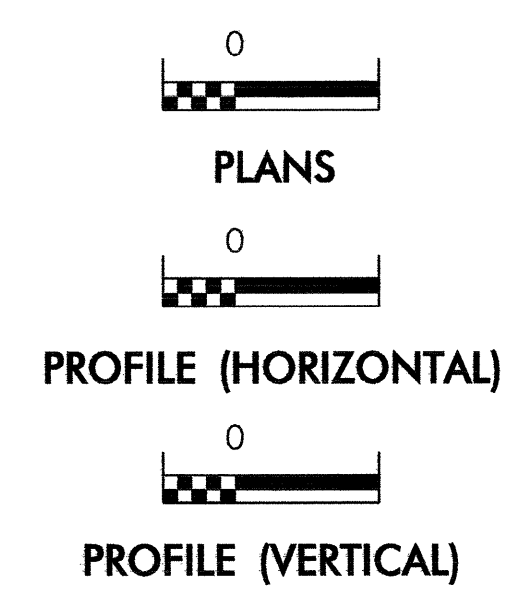 0
PLANS
0
PROFILE (HORIZONTAL)
0
PROFILE (VERTICAL)